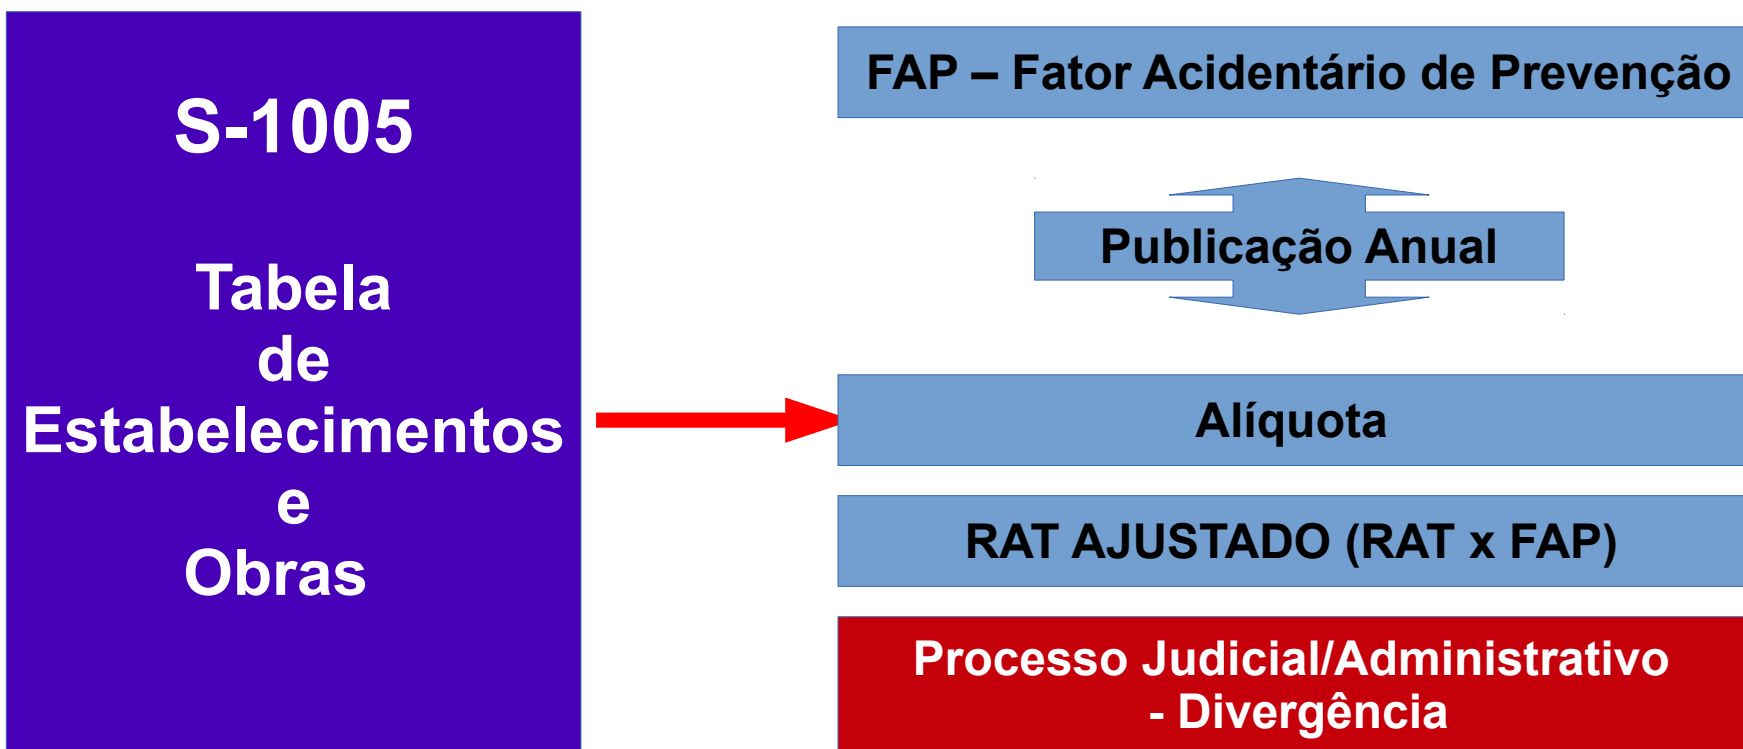 S-1005
Tabela
de
Estabelecimentos
e
Obras
FAP – Fator Acidentário de Prevenção
Publicação Anual
Alíquota
RAT AJUSTADO (RAT x FAP)
Processo Judicial/Administrativo
- Divergência